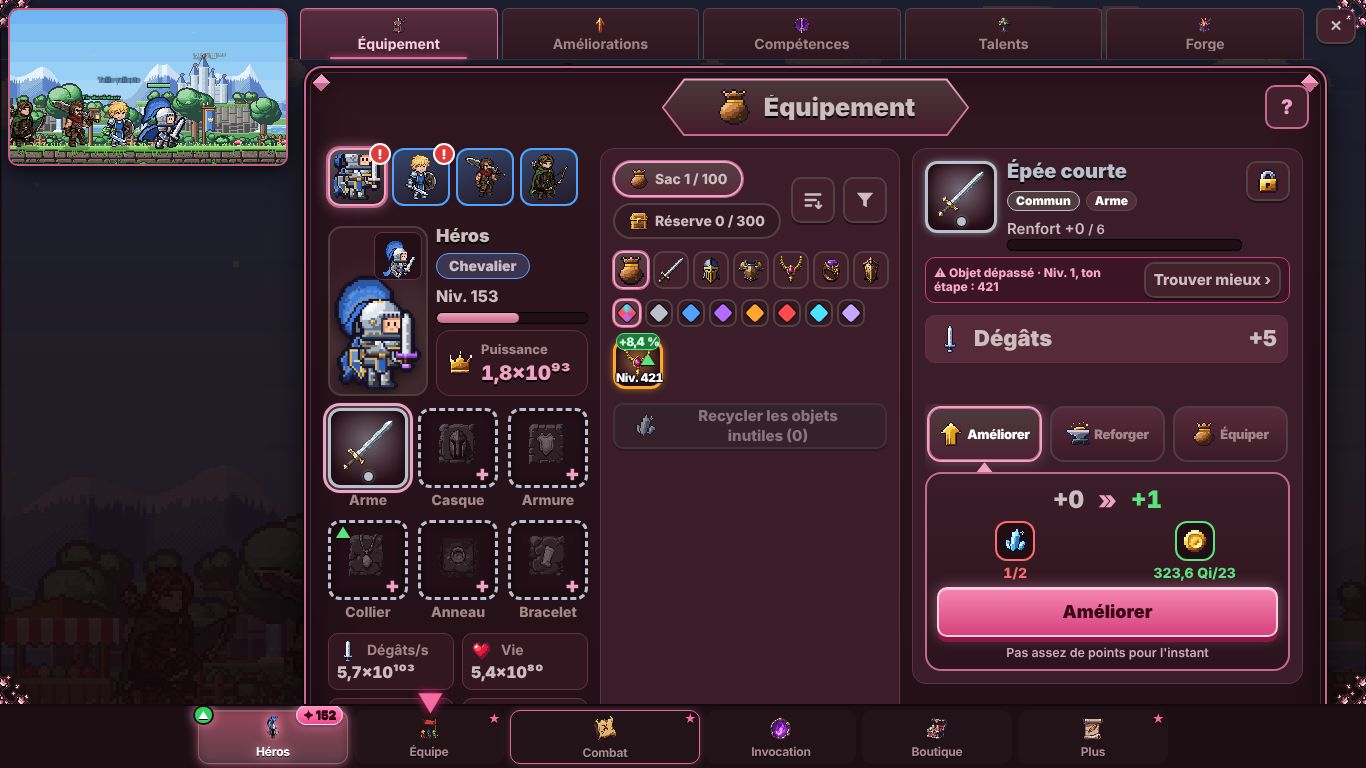 Équipement
Améliorations
Compétences
Talents
Forge
×
Équipement
?
!
!
Héros
Chevalier
Niv. 153
Puissance
1,8×10⁹³
Arme
Casque
Armure
Collier
Anneau
Bracelet
Dégâts/s
5,7×10¹⁰³
Vie
5,4×10⁸⁰
Sac 1 / 100
Réserve 0 / 300
+8,4 %
Niv. 421
Recycler les objets
inutiles (0)
Épée courte
Commun
Arme
Renfort +0 / 6
⚠ Objet dépassé · Niv. 1, ton
étape : 421
Trouver mieux ›
Dégâts
+5
Améliorer
Reforger
Équiper
+0 » +1
1/2
323,6 Qi/23
Améliorer
Pas assez de points pour l'instant
✦ 152
Héros
Équipe
Combat
Invocation
Boutique
Plus